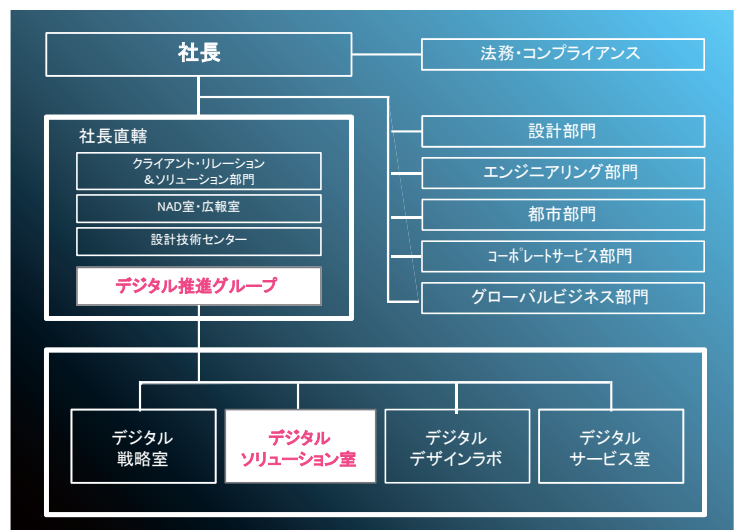 社長
法務・コンプライアンス
社長直轄
クライアント・リレーション
&ソリューション部門
NAD室・広報室
設計技術センター
デジタル推進グループ
設計部門
エンジニアリング部門
都市部門
コーポレートサービス部門
グローバルビジネス部門
デジタル
戦略室
デジタル
ソリューション室
デジタル
デザインラボ
デジタル
サービス室